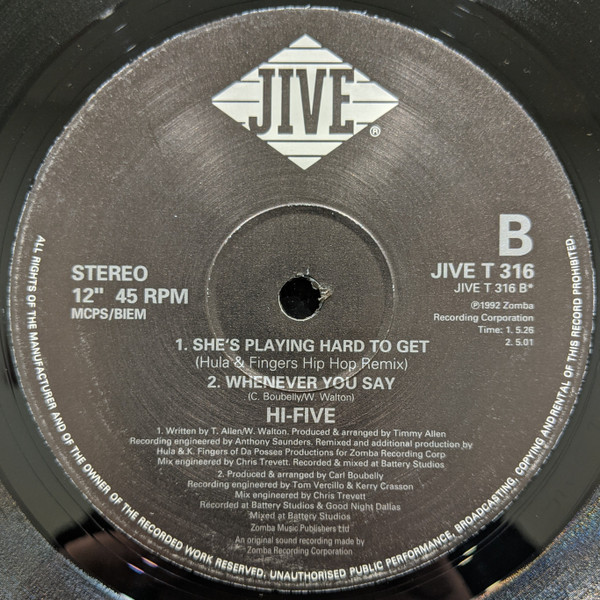 JIVE ®
B
STEREO
12" 45 RPM
MCPS/BIEM
JIVE T 316
JIVE T 316 B*
℗1992 Zomba
Recording Corporation
Time: 1. 5.26
2. 5.01
1. SHE'S PLAYING HARD TO GET
(Hula & Fingers Hip Hop Remix)
2. WHENEVER YOU SAY
(C. Boubelly/W. Walton)
HI-FIVE
1. Written by T. Allen/W. Walton. Produced & arranged by Timmy Allen
Recording engineered by Anthony Saunders. Remixed and additional production by
Hula & K. Fingers of Da Possee Productions for Zomba Recording Corp
Mix engineered by Chris Trevett. Recorded & mixed at Battery Studios
2. Produced & arranged by Carl Boubelly
Recording engineered by Tom Vercillo & Kerry Crasson
Mix engineered by Chris Trevett
Recorded at Battery Studios & Good Night Dallas
Mixed at Battery Studios
Zomba Music Publishers Ltd
An original sound recording made by
Zomba Recording Corporation
ALL RIGHTS OF THE MANUFACTURER AND OF THE OWNER OF THE RECORDED WORK RESERVED. UNAUTHORISED PUBLIC PERFORMANCE, BROADCASTING, COPYING AND RENTAL OF THIS RECORD PROHIBITED.